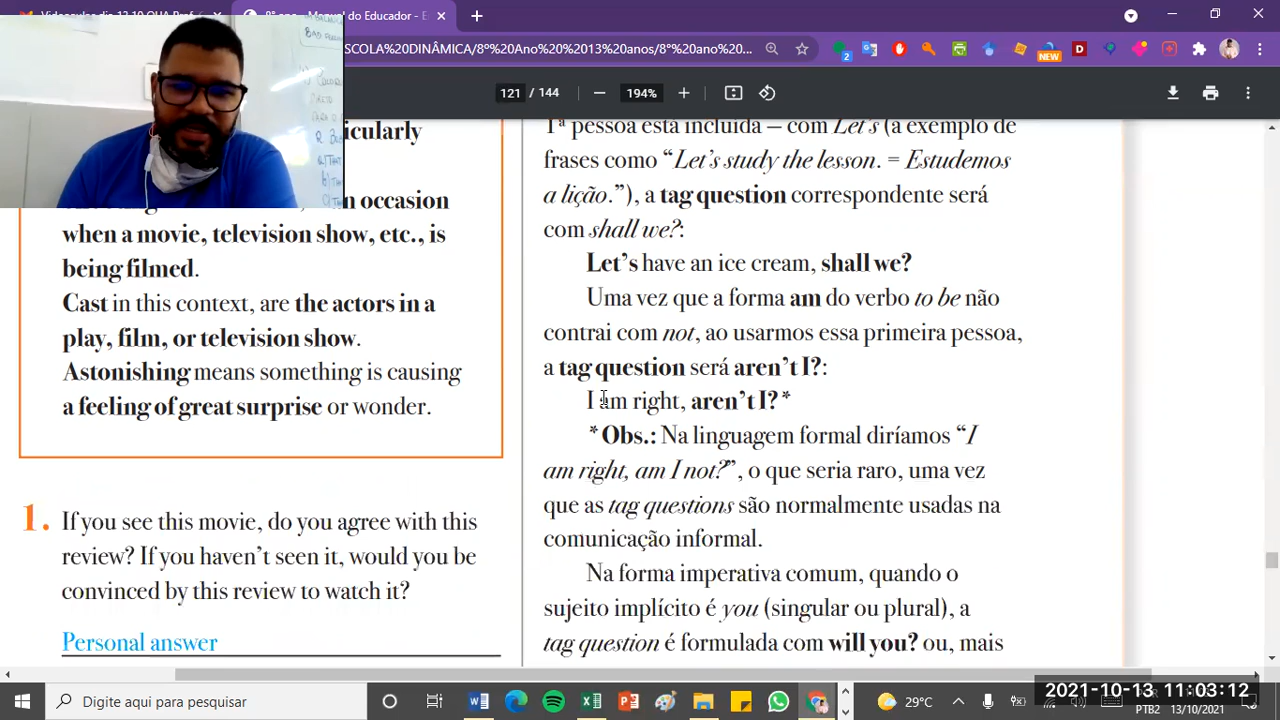 Videoaulas dia 13.10 QUA Prof. 
8º ano - Manual do Educador - E
SCOLA%20DINÂMICA/8º%20Ano%20%2013%20anos/8º%20ano%20...
2
NEW
121 / 144
194%
icularly
n occasion
when a movie, television show, etc., is
being filmed.
Cast in this context, are the actors in a
play, film, or television show.
Astonishing means something is causing
a feeling of great surprise or wonder.
1. If you see this movie, do you agree with this
review? If you haven't seen it, would you be
convinced by this review to watch it?
Personal answer
1ª pessoa está incluída – com Let's (a exemplo de
frases como “Let's study the lesson. = Estudemos
a lição.”), a tag question correspondente será
com shall we?:
Let's have an ice cream, shall we?
Uma vez que a forma am do verbo to be não
contrai com not, ao usarmos essa primeira pessoa,
a tag question será aren't I?:
I am right, aren't I? *
*Obs.: Na linguagem formal diríamos “I
am right, am I not?”, o que seria raro, uma vez
que as tag questions são normalmente usadas na
comunicação informal.
Na forma imperativa comum, quando o
sujeito implícito é you (singular ou plural), a
tag question é formulada com will you? ou, mais
Digite aqui para pesquisar
29°C
2021-10-13 11:03:12
PTB2
13/10/2021